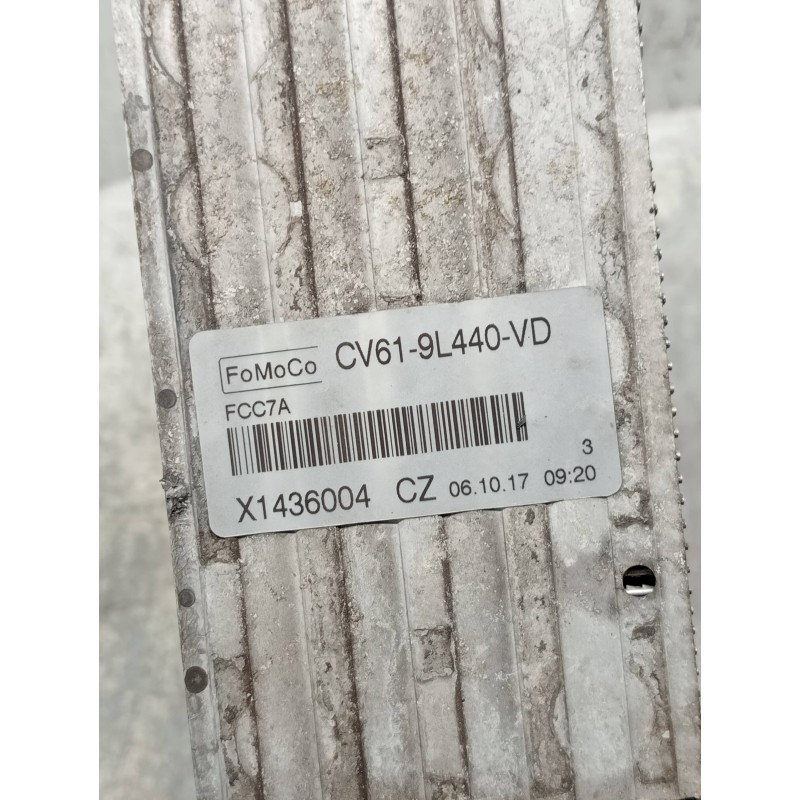 FoMoCo CV61-9L440-VD
FCC7A
3
X1436004 CZ 06.10.17 09:20